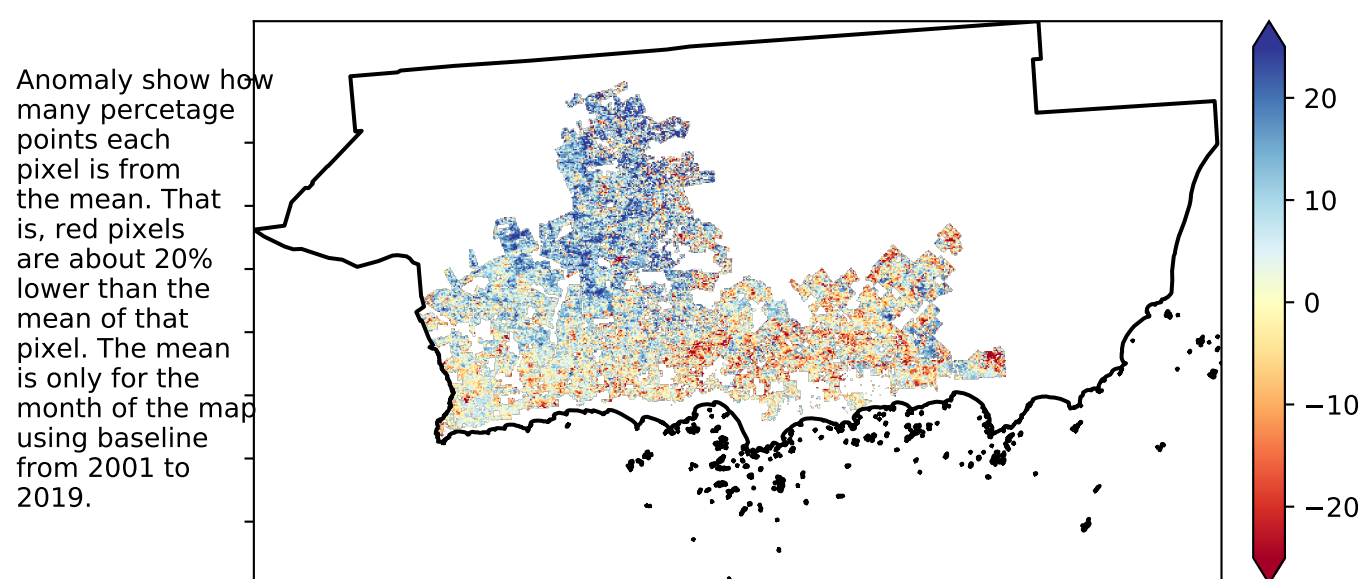 Anomaly show how
many percetage
points each
pixel is from
the mean. That
is, red pixels
are about 20%
lower than the
mean of that
pixel. The mean
is only for the
month of the map
using baseline
from 2001 to
2019.
20
10
0
−10
−20